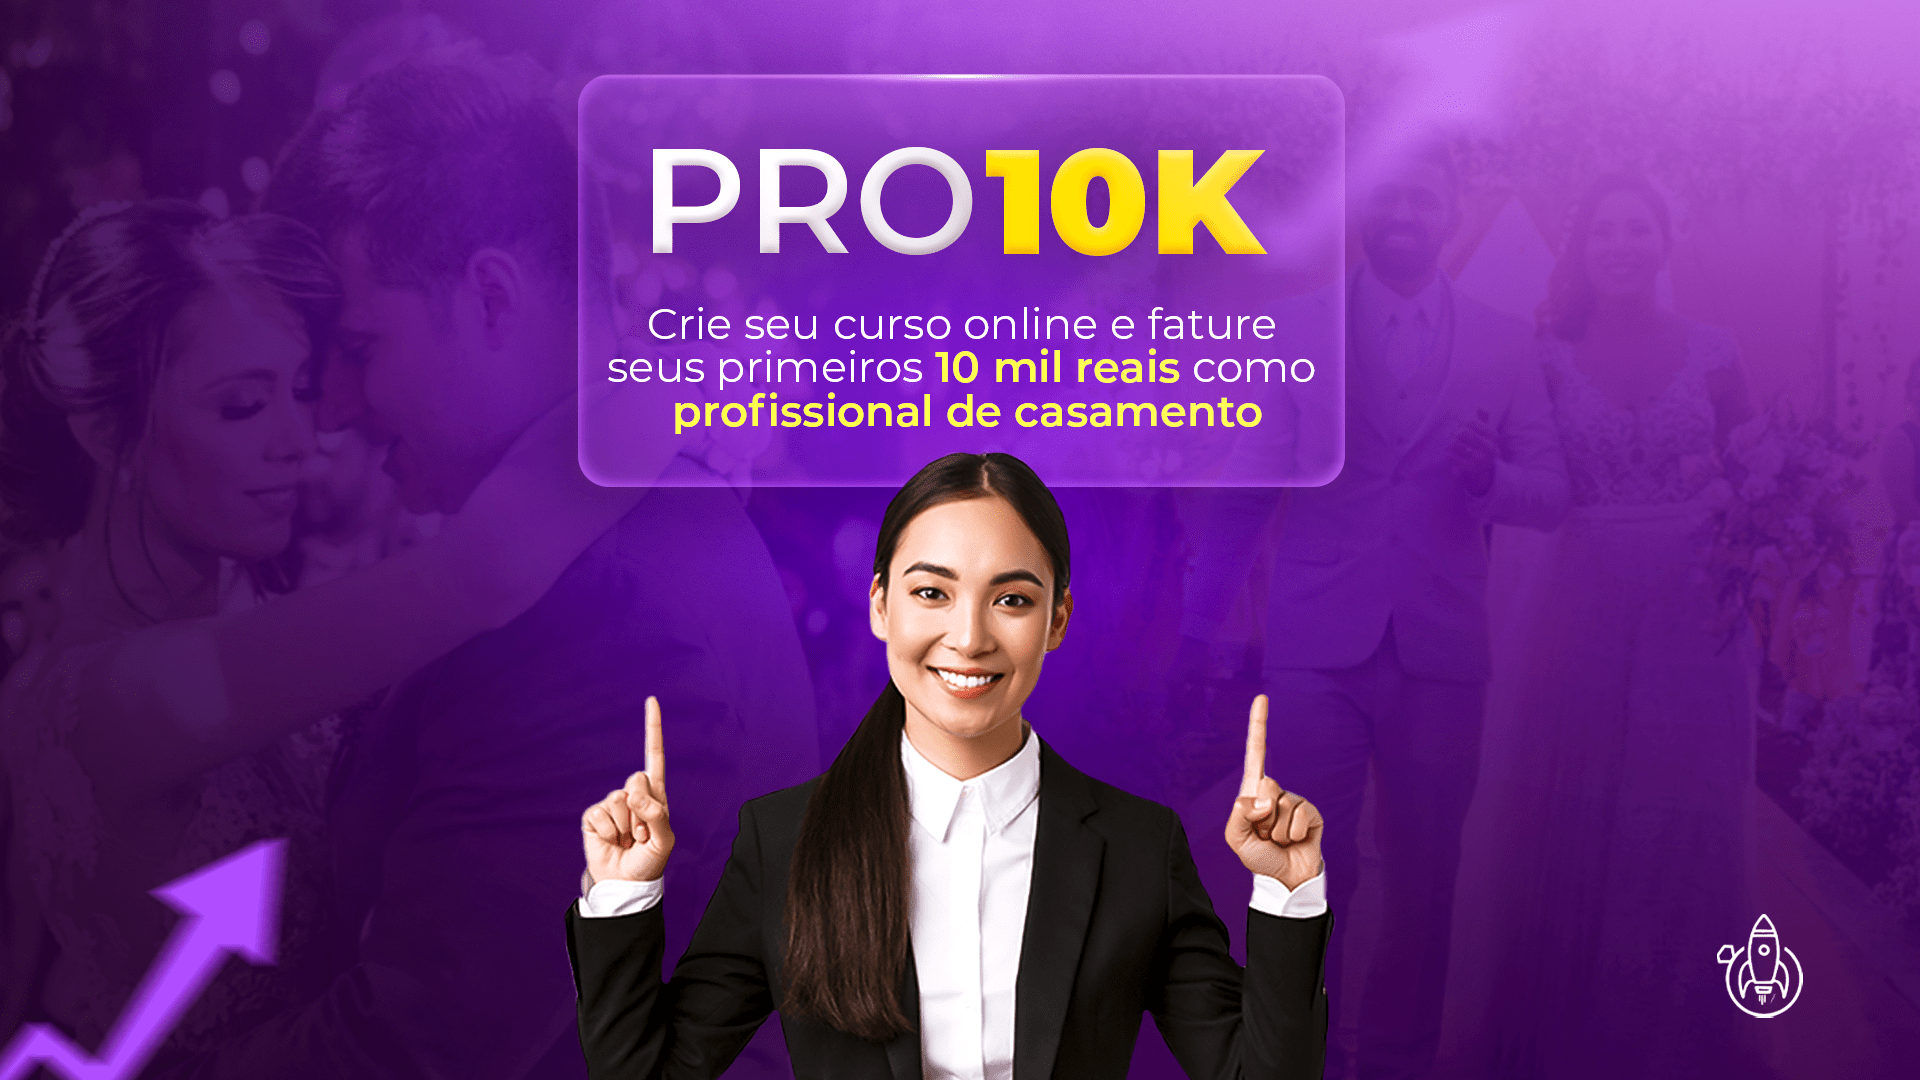 PRO10K
Crie seu curso online e fature
seus primeiros 10 mil reais como
profissional de casamento